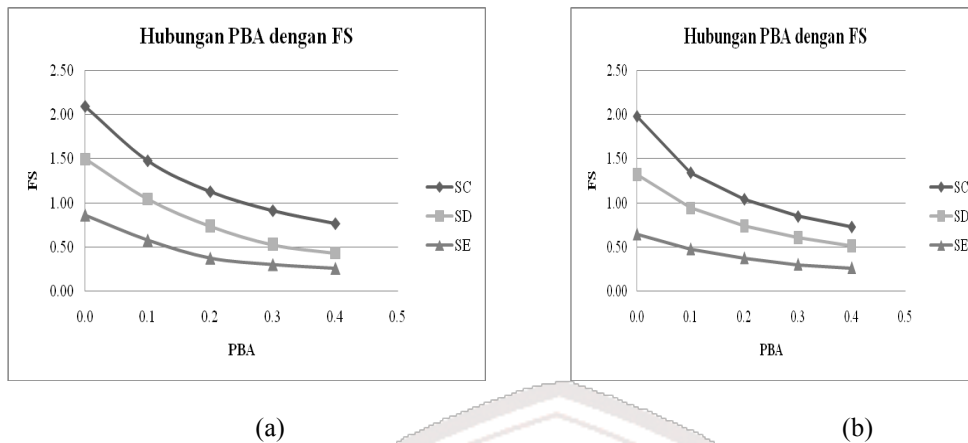 Hubungan PBA dengan FS
2.50
2.00
1.50
1.00
0.50
0.00
FS
0.0 0.1 0.2 0.3 0.4 0.5
PBA
SC
SD
SE
(a)
Hubungan PBA dengan FS
2.50
2.00
1.50
1.00
0.50
0.00
FS
0.0 0.1 0.2 0.3 0.4 0.5
PBA
SC
SD
SE
(b)